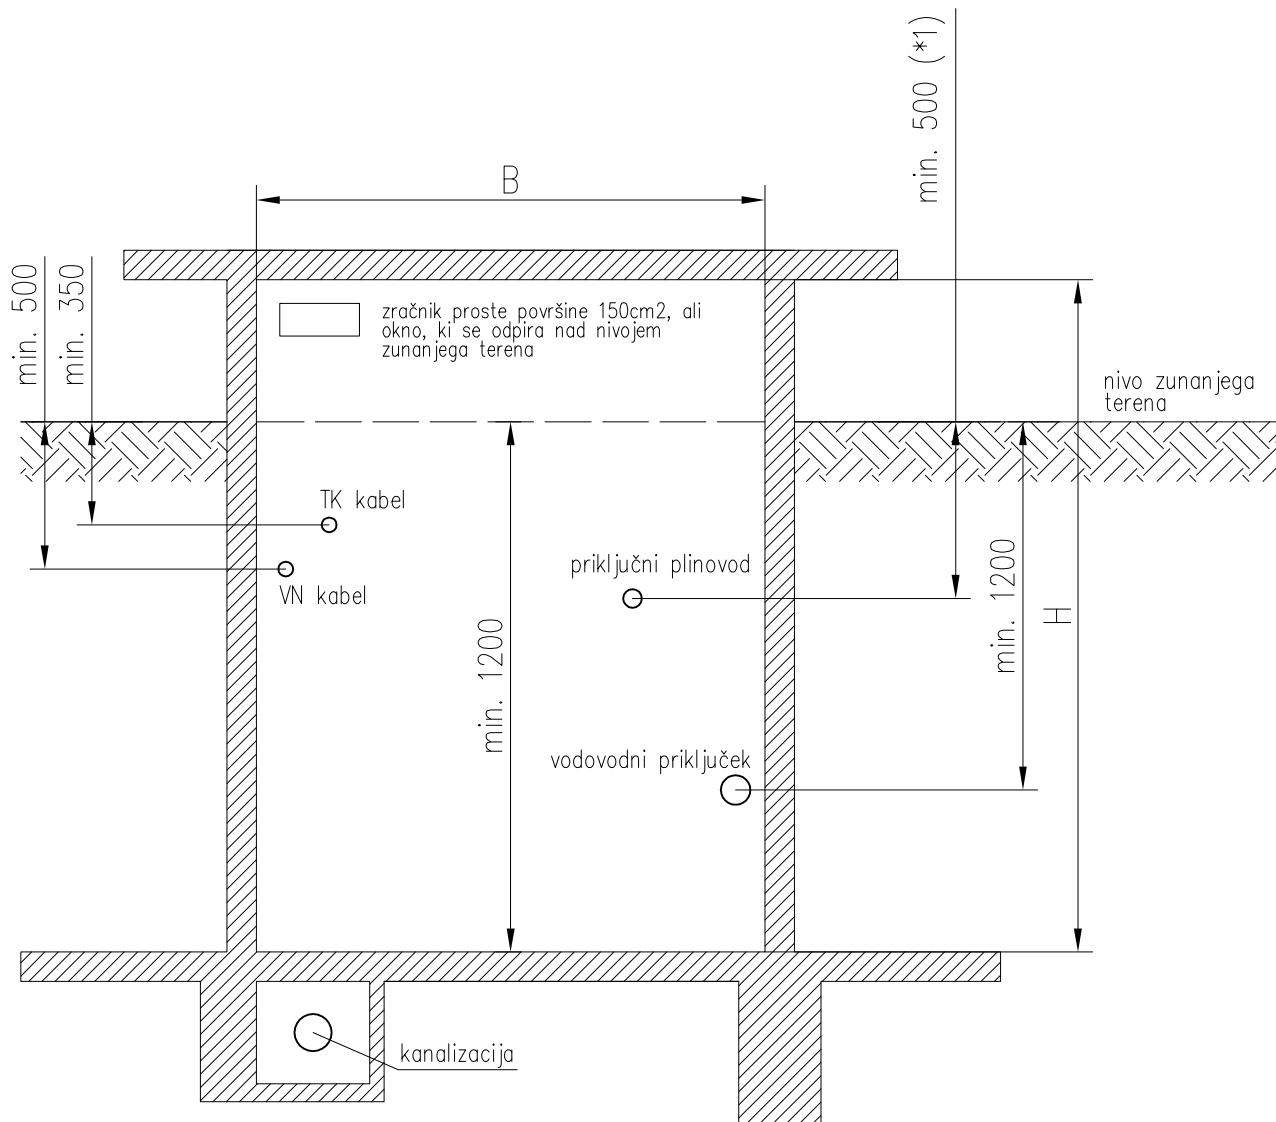 min. 500 (*1)
B
min. 500
min. 350
zračnik proste površine 150cm2, ali
okno, ki se odpira nad nivojem
zunanjega terena
nivo zunanjega
terena
TK kabel
VN kabel
priključni plinovod
min. 1200
min. 1200
H
vodovodni priključek
kanalizacija